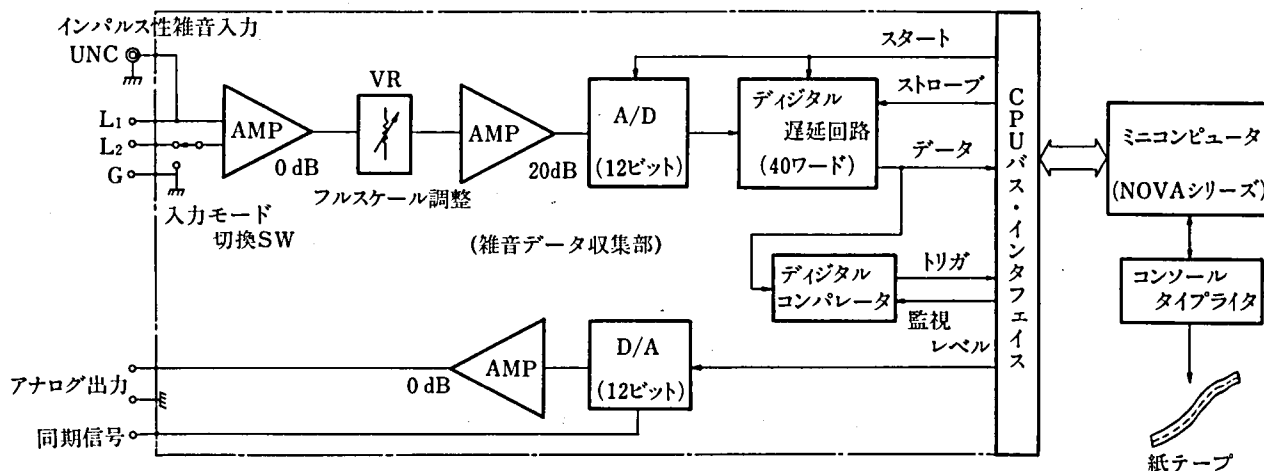 インパルス性雑音入力
UNC
L1
L2
G
入力モード
切換SW
AMP
0 dB
VR
フルスケール調整
AMP
20dB
A/D
(12ビット)
ディジタル
遅延回路
(40ワード)
スタート
ストローブ
データ
(雑音データ収集部)
ディジタル
コンパレータ
トリガ
監視
レベル
CPUバス・インタフェイス
ミニコンピュータ
(NOVAシリーズ)
コンソール
タイプライタ
紙テープ
D/A
(12ビット)
AMP
0 dB
アナログ出力
同期信号